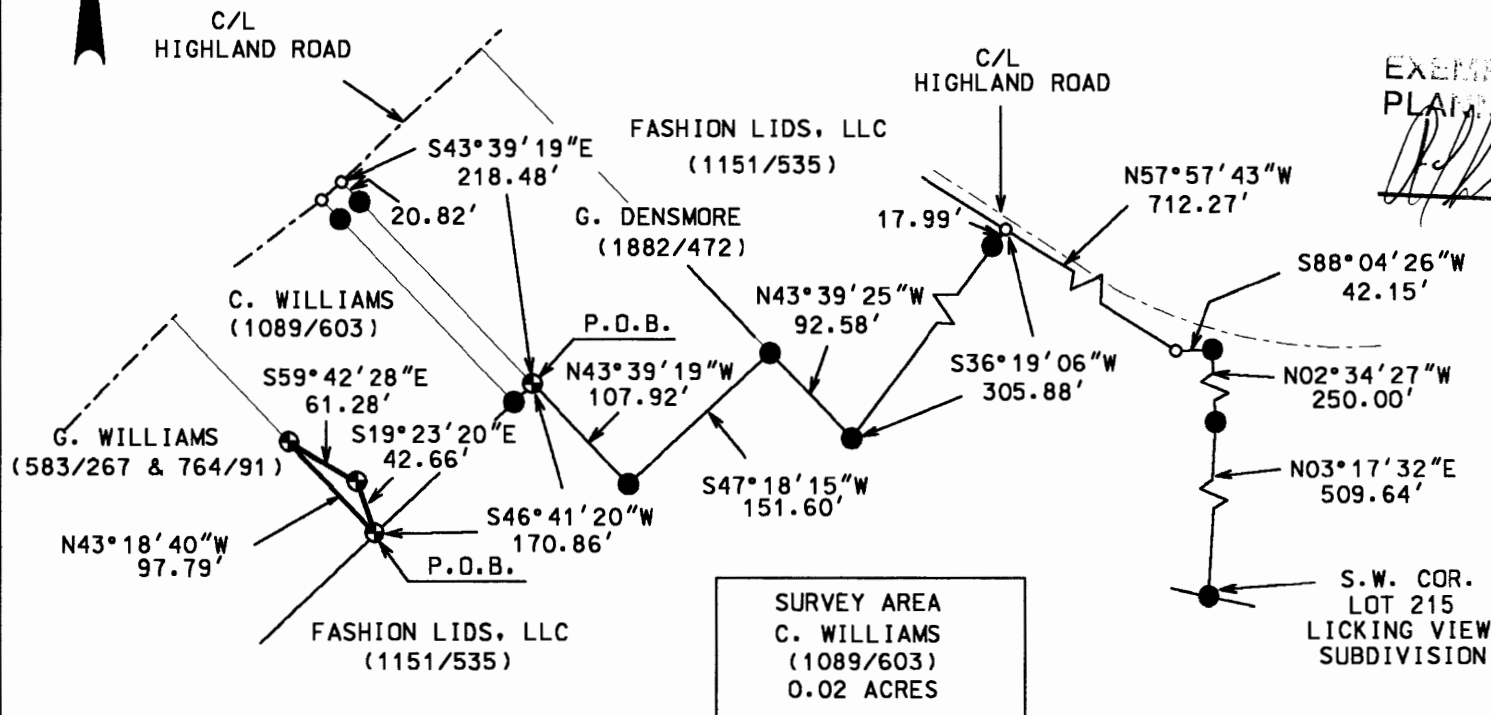 C/L
HIGHLAND ROAD
C/L
HIGHLAND ROAD
FASHION LIDS, LLC
(1151/535)
S43°39'19"E
218.48'
20.82'
G. DENSMORE
(1882/472)
17.99'
N57°57'43"W
712.27'
S88°04'26"W
42.15'
C. WILLIAMS
(1089/603)
P.O.B.
N43°39'25"W
92.58'
S59°42'28"E
61.28'
N43°39'19"W
107.92'
S36°19'06"W
305.88'
N02°34'27"W
250.00'
G. WILLIAMS
(583/267 & 764/91)
S19°23'20"E
42.66'
S47°18'15"W
151.60'
N03°17'32"E
509.64'
S46°41'20"W
170.86'
N43°18'40"W
97.79'
P.O.B.
FASHION LIDS, LLC
(1151/535)
SURVEY AREA
C. WILLIAMS
(1089/603)
0.02 ACRES
S.W. COR.
LOT 215
LICKING VIEW
SUBDIVISION